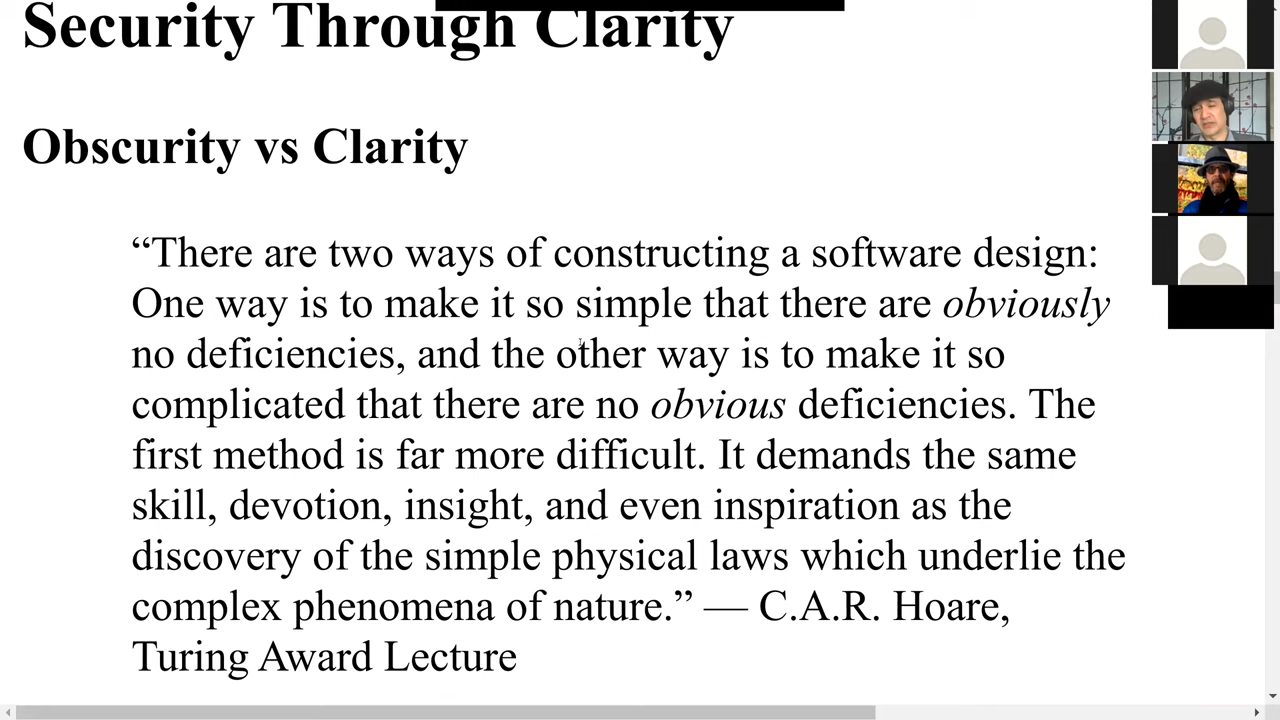 Security Through Clarity
Obscurity vs Clarity
“There are two ways of constructing a software design:
One way is to make it so simple that there are obviously
no deficiencies, and the other way is to make it so
complicated that there are no obvious deficiencies. The
first method is far more difficult. It demands the same
skill, devotion, insight, and even inspiration as the
discovery of the simple physical laws which underlie the
complex phenomena of nature.” — C.A.R. Hoare,
Turing Award Lecture